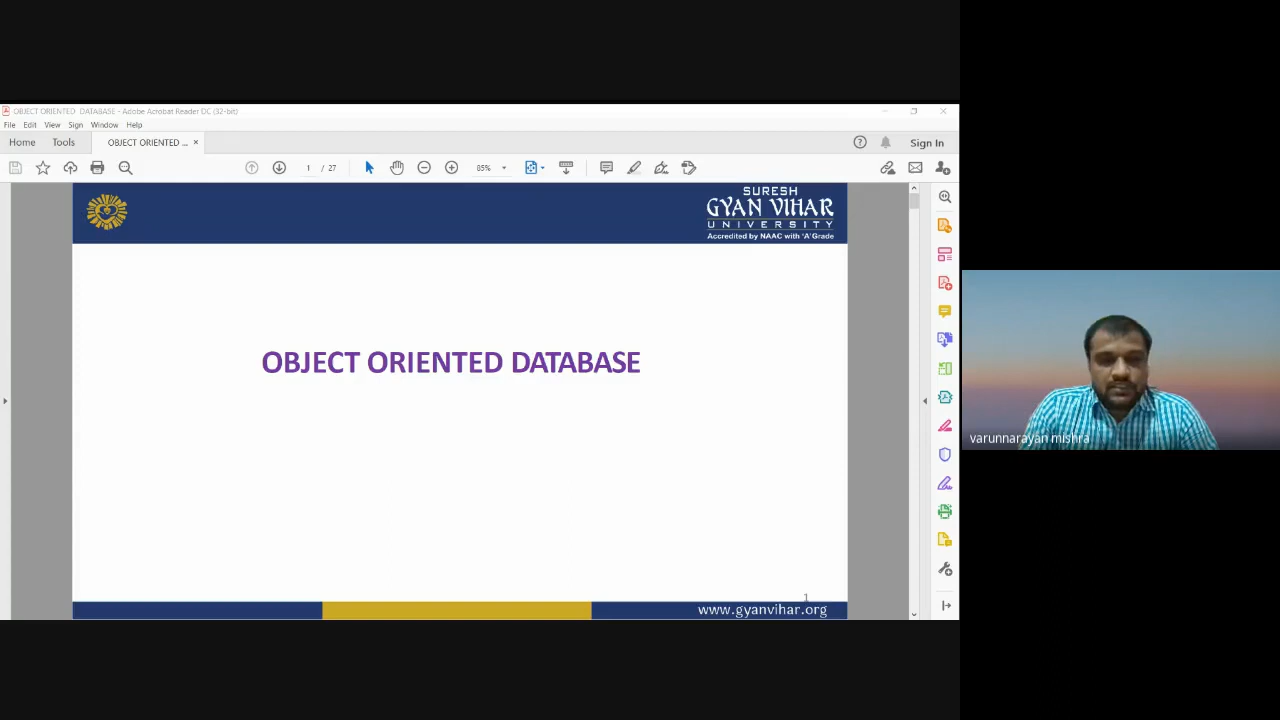 OBJECT ORIENTED DATABASE - Adobe Acrobat Reader DC (32-bit)
File Edit View Sign Window Help
Home Tools OBJECT ORIENTED ... × Sign In
1 / 27 85%
SURESH
GYAN VIHAR
UNIVERSITY
Accredited by NAAC with 'A' Grade
OBJECT ORIENTED DATABASE
varunnarayan mishra
1
www.gyanvihar.org